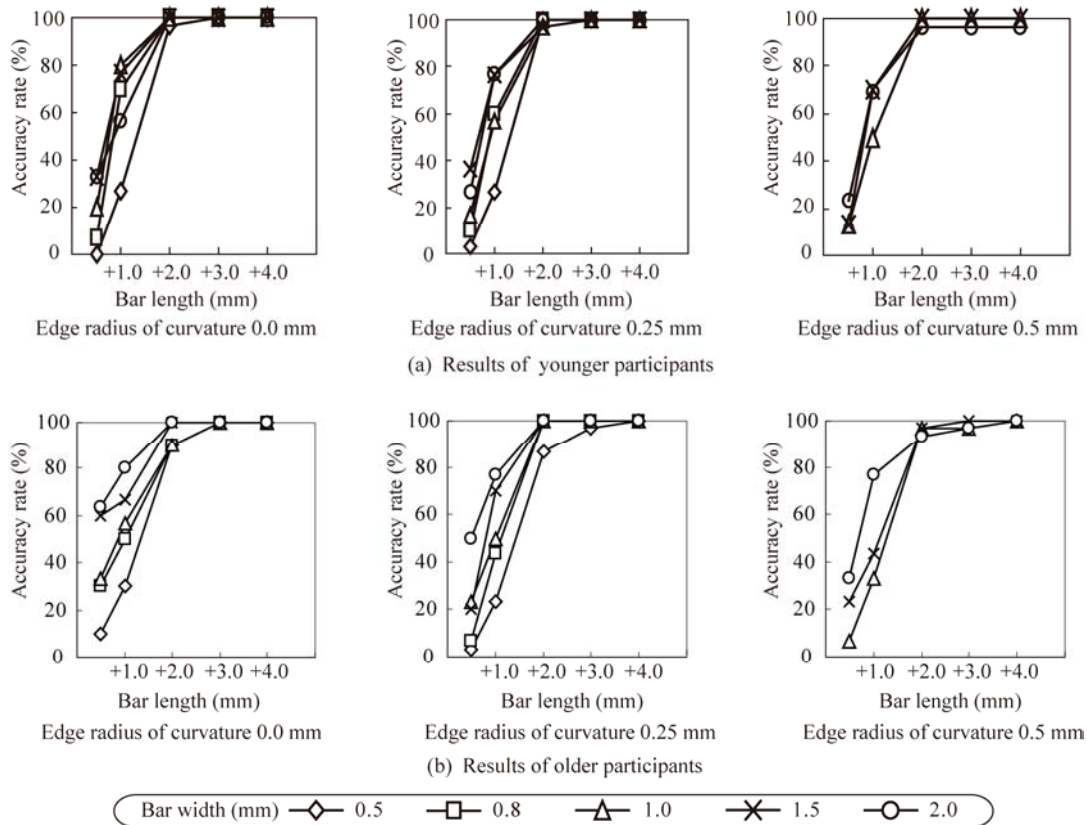 100
80
60
40
20
0
Accuracy rate (%)
+1.0 +2.0 +3.0 +4.0
Bar length (mm)
Edge radius of curvature 0.0 mm
100
80
60
40
20
0
Accuracy rate (%)
+1.0 +2.0 +3.0 +4.0
Bar length (mm)
Edge radius of curvature 0.25 mm
100
80
60
40
20
0
Accuracy rate (%)
+1.0 +2.0 +3.0 +4.0
Bar length (mm)
Edge radius of curvature 0.5 mm
(a) Results of younger participants
100
80
60
40
20
0
Accuracy rate (%)
+1.0 +2.0 +3.0 +4.0
Bar length (mm)
Edge radius of curvature 0.0 mm
100
80
60
40
20
0
Accuracy rate (%)
+1.0 +2.0 +3.0 +4.0
Bar length (mm)
Edge radius of curvature 0.25 mm
100
80
60
40
20
0
Accuracy rate (%)
+1.0 +2.0 +3.0 +4.0
Bar length (mm)
Edge radius of curvature 0.5 mm
(b) Results of older participants
Bar width (mm) 0.5 0.8 1.0 1.5 2.0